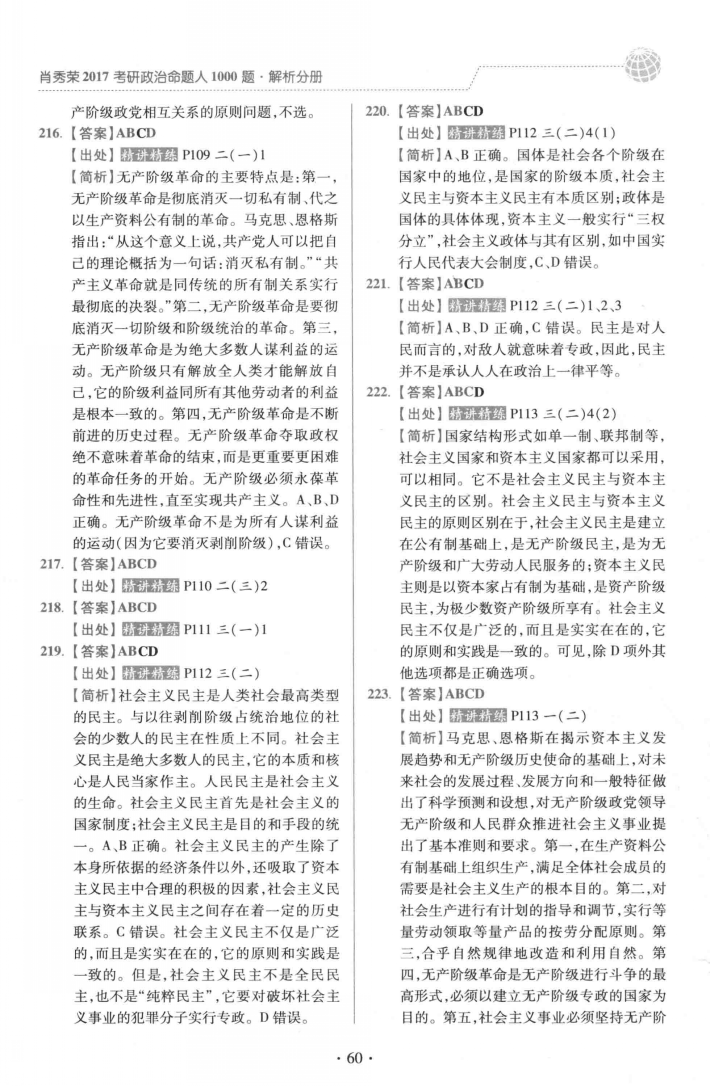 肖秀荣2017考研政治命题人1000题·解析分册
产阶级政党相互关系的原则问题,不选。
216.【答案】ABCD
【出处】精讲精练 P109 二(一)1
【简析】无产阶级革命的主要特点是:第一,
无产阶级革命是彻底消灭一切私有制、代之
以生产资料公有制的革命。马克思、恩格斯
指出:“从这个意义上说,共产党人可以把自
己的理论概括为一句话:消灭私有制。”“共
产主义革命就是同传统的所有制关系实行
最彻底的决裂。”第二,无产阶级革命是要彻
底消灭一切阶级和阶级统治的革命。第三,
无产阶级革命是为绝大多数人谋利益的运
动。无产阶级只有解放全人类才能解放自
己,它的阶级利益同所有其他劳动者的利益
是根本一致的。第四,无产阶级革命是不断
前进的历史过程。无产阶级革命夺取政权
绝不意味着革命的结束,而是更重要更困难
的革命任务的开始。无产阶级必须永葆革
命性和先进性,直至实现共产主义。A、B、D
正确。无产阶级革命不是为所有人谋利益
的运动(因为它要消灭剥削阶级),C错误。
217.【答案】ABCD
【出处】精讲精练 P110 二(三)2
218.【答案】ABCD
【出处】精讲精练 P111 三(一)1
219.【答案】ABCD
【出处】精讲精练 P112 三(二)
【简析】社会主义民主是人类社会最高类型
的民主。与以往剥削阶级占统治地位的社
会的少数人的民主在性质上不同。社会主
义民主是绝大多数人的民主,它的本质和核
心是人民当家作主。人民民主是社会主义
的生命。社会主义民主首先是社会主义的
国家制度;社会主义民主是目的和手段的统
一。A、B正确。社会主义民主的产生除了
本身所依据的经济条件以外,还吸取了资本
主义民主中合理的积极的因素,社会主义民
主与资本主义民主之间存在着一定的历史
联系。C错误。社会主义民主不仅是广泛
的,而且是实实在在的,它的原则和实践是
一致的。但是,社会主义民主不是全民民
主,也不是“纯粹民主”,它要对破坏社会主
义事业的犯罪分子实行专政。D错误。
220.【答案】ABCD
【出处】精讲精练 P112 三(二)4(1)
【简析】A、B正确。国体是社会各个阶级在
国家中的地位,是国家的阶级本质,社会主
义民主与资本主义民主有本质区别;政体是
国体的具体体现,资本主义一般实行“三权
分立”,社会主义政体与其有区别,如中国实
行人民代表大会制度,C、D错误。
221.【答案】ABCD
【出处】精讲精练 P112 三(二)1、2、3
【简析】A、B、D正确,C错误。民主是对人
民而言的,对敌人就意味着专政,因此,民主
并不是承认人人在政治上一律平等。
222.【答案】ABCD
【出处】精讲精练 P113 三(二)4(2)
【简析】国家结构形式如单一制、联邦制等,
社会主义国家和资本主义国家都可以采用,
可以相同。它不是社会主义民主与资本主
义民主的区别。社会主义民主与资本主义
民主的原则区别在于,社会主义民主是建立
在公有制基础上,是无产阶级民主,是为无
产阶级和广大劳动人民服务的;资本主义民
主则是以资本家占有制为基础,是资产阶级
民主,为极少数资产阶级所享有。社会主义
民主不仅是广泛的,而且是实实在在的,它
的原则和实践是一致的。可见,除D项外其
他选项都是正确选项。
223.【答案】ABCD
【出处】精讲精练 P113 一(二)
【简析】马克思、恩格斯在揭示资本主义发
展趋势和无产阶级历史使命的基础上,对未
来社会的发展过程、发展方向和一般特征做
出了科学预测和设想,对无产阶级政党领导
无产阶级和人民群众推进社会主义事业提
出了基本准则和要求。第一,在生产资料公
有制基础上组织生产,满足全体社会成员的
需要是社会主义生产的根本目的。第二,对
社会生产进行有计划的指导和调节,实行等
量劳动领取等量产品的按劳分配原则。第
三,合乎自然规律地改造和利用自然。第
四,无产阶级革命是无产阶级进行斗争的最
高形式,必须以建立无产阶级专政的国家为
目的。第五,社会主义事业必须坚持无产阶
·60·